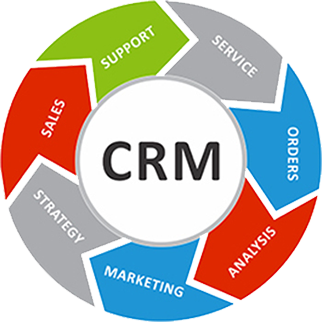 SUPPORT
SERVICE
ORDERS
ANALYSIS
MARKETING
STRATEGY
SALES
CRM